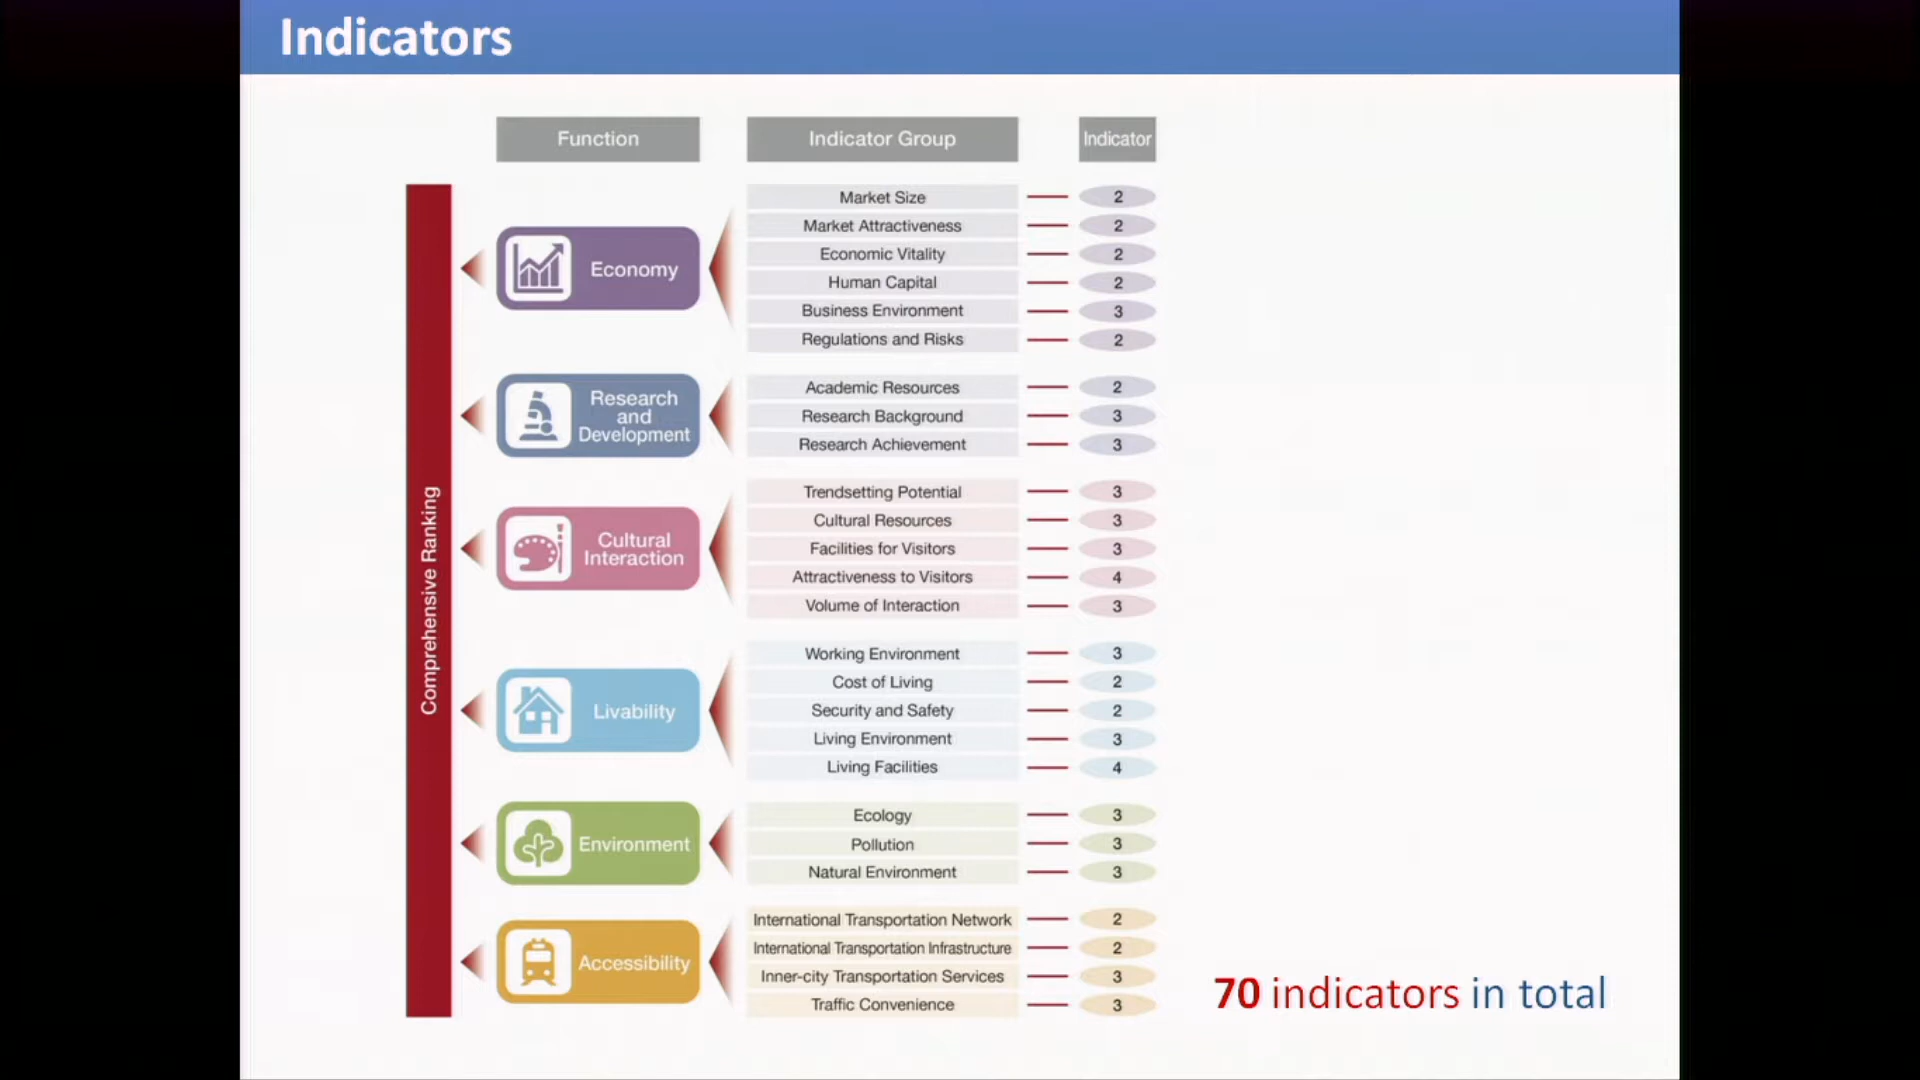 Indicators
Function
Indicator Group
Indicator
Comprehensive Ranking
Economy
Market Size
2
Market Attractiveness
2
Economic Vitality
2
Human Capital
2
Business Environment
3
Regulations and Risks
2
Research
and
Development
Academic Resources
2
Research Background
3
Research Achievement
3
Cultural
Interaction
Trendsetting Potential
3
Cultural Resources
3
Facilities for Visitors
3
Attractiveness to Visitors
4
Volume of Interaction
3
Livability
Working Environment
3
Cost of Living
2
Security and Safety
2
Living Environment
3
Living Facilities
4
Environment
Ecology
3
Pollution
3
Natural Environment
3
Accessibility
International Transportation Network
2
International Transportation Infrastructure
2
Inner-city Transportation Services
3
Traffic Convenience
3
70 indicators in total